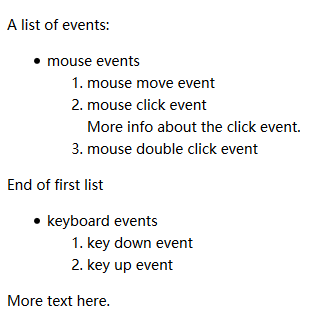 A list of events:
• mouse events
1. mouse move event
2. mouse click event
More info about the click event.
3. mouse double click event
End of first list
• keyboard events
1. key down event
2. key up event
More text here.